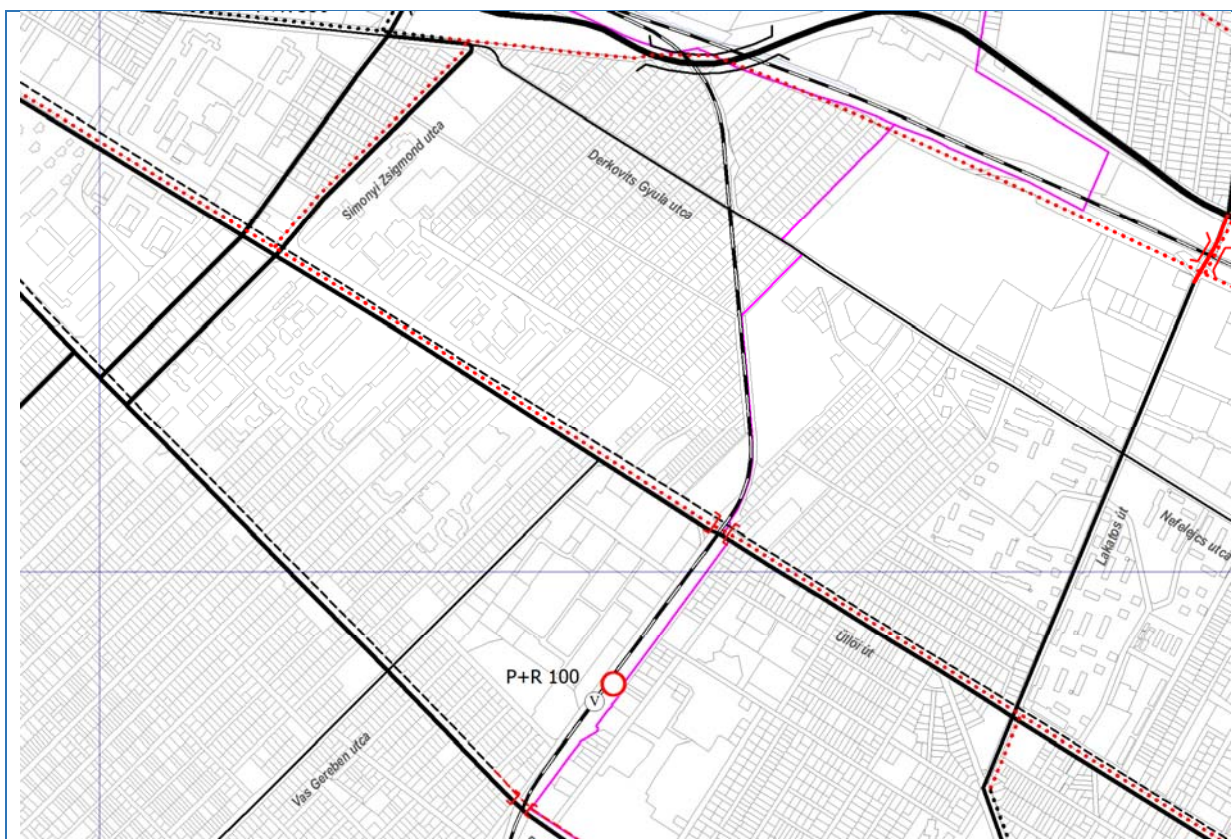 Simonyi Zsigmond utca
Derkovits Gyula utca
Lakatos út
Nefelejcs utca
Üllői út
P+R 100
V
Vas Gereben utca